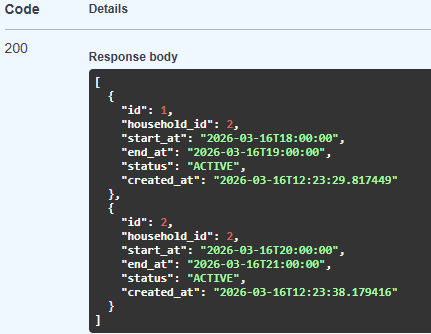 Code Details
200
Response body
[
  {
    "id": 1,
    "household_id": 2,
    "start_at": "2026-03-16T18:00:00",
    "end_at": "2026-03-16T19:00:00",
    "status": "ACTIVE",
    "created_at": "2026-03-16T12:23:29.817449"
  },
  {
    "id": 2,
    "household_id": 2,
    "start_at": "2026-03-16T20:00:00",
    "end_at": "2026-03-16T21:00:00",
    "status": "ACTIVE",
    "created_at": "2026-03-16T12:23:38.179416"
  }
]